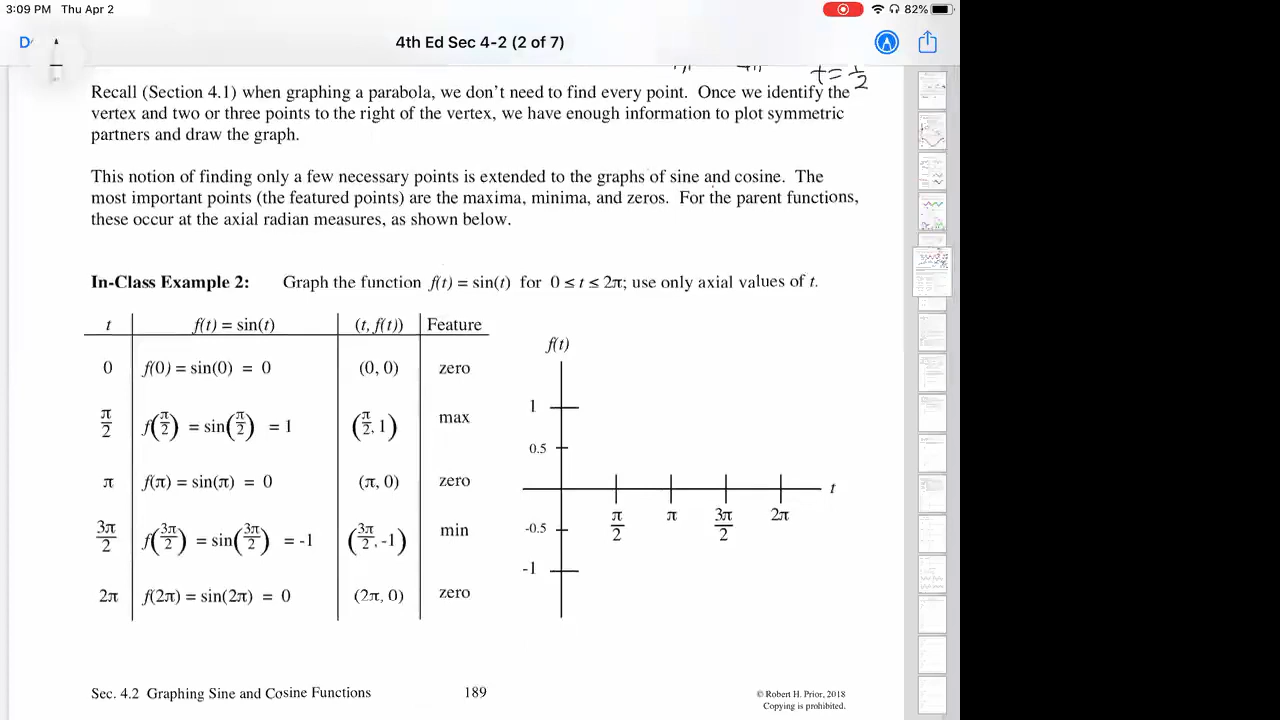 3:09 PM Thu Apr 2
82%
4th Ed Sec 4-2 (2 of 7)
t = 1/2
Recall (Section 4.1) when graphing a parabola, we don't need to find every point. Once we identify the
vertex and two or three points to the right of the vertex, we have enough information to plot symmetric
partners and draw the graph.
This notion of finding only a few necessary points is extended to the graphs of sine and cosine. The
most important points (the featured points) are the maxima, minima, and zeros. For the parent functions,
these occur at the axial radian measures, as shown below.
In-Class Example 2: Graph the function f(t) = sin(t) for 0 ≤ t ≤ 2π; use only axial values of t.
t f(t) = sin(t) (t, f(t)) Feature
0 f(0) = sin(0) = 0 (0, 0) zero
π/2 f(π/2) = sin(π/2) = 1 (π/2, 1) max
π f(π) = sin(π) = 0 (π, 0) zero
3π/2 f(3π/2) = sin(3π/2) = -1 (3π/2, -1) min
2π f(2π) = sin(2π) = 0 (2π, 0) zero
f(t)
1
0.5
t
π/2 π 3π/2 2π
-0.5
-1
Sec. 4.2 Graphing Sine and Cosine Functions 189
© Robert H. Prior, 2018
Copying is prohibited.